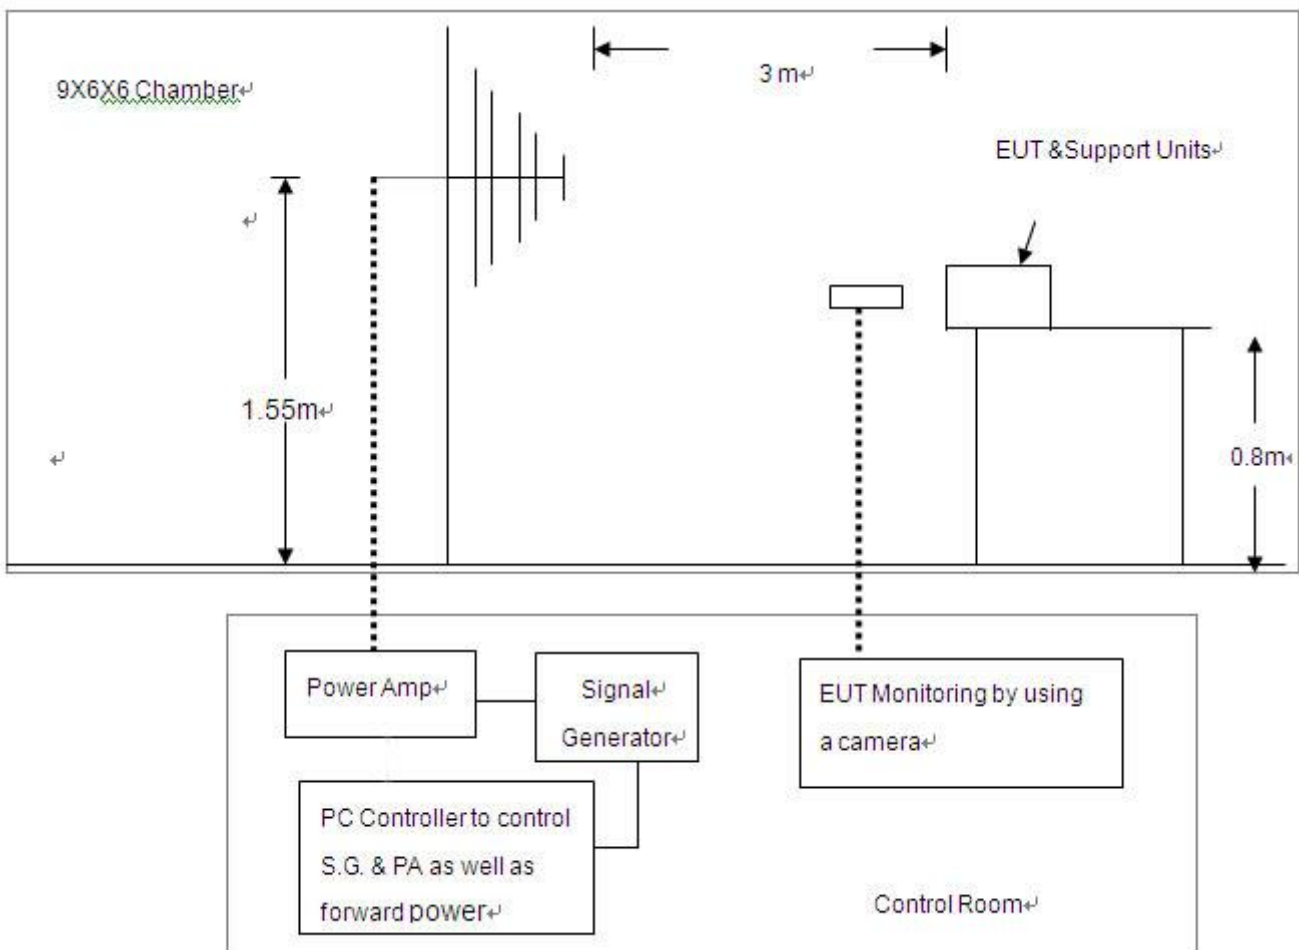 3 m
9X6X6 Chamber
EUT &Support Units
1.55m
0.8m
Power Amp
Signal
Generator
EUT Monitoring by using
a camera
PC Controller to control
S.G. & PA as well as
forward power
Control Room